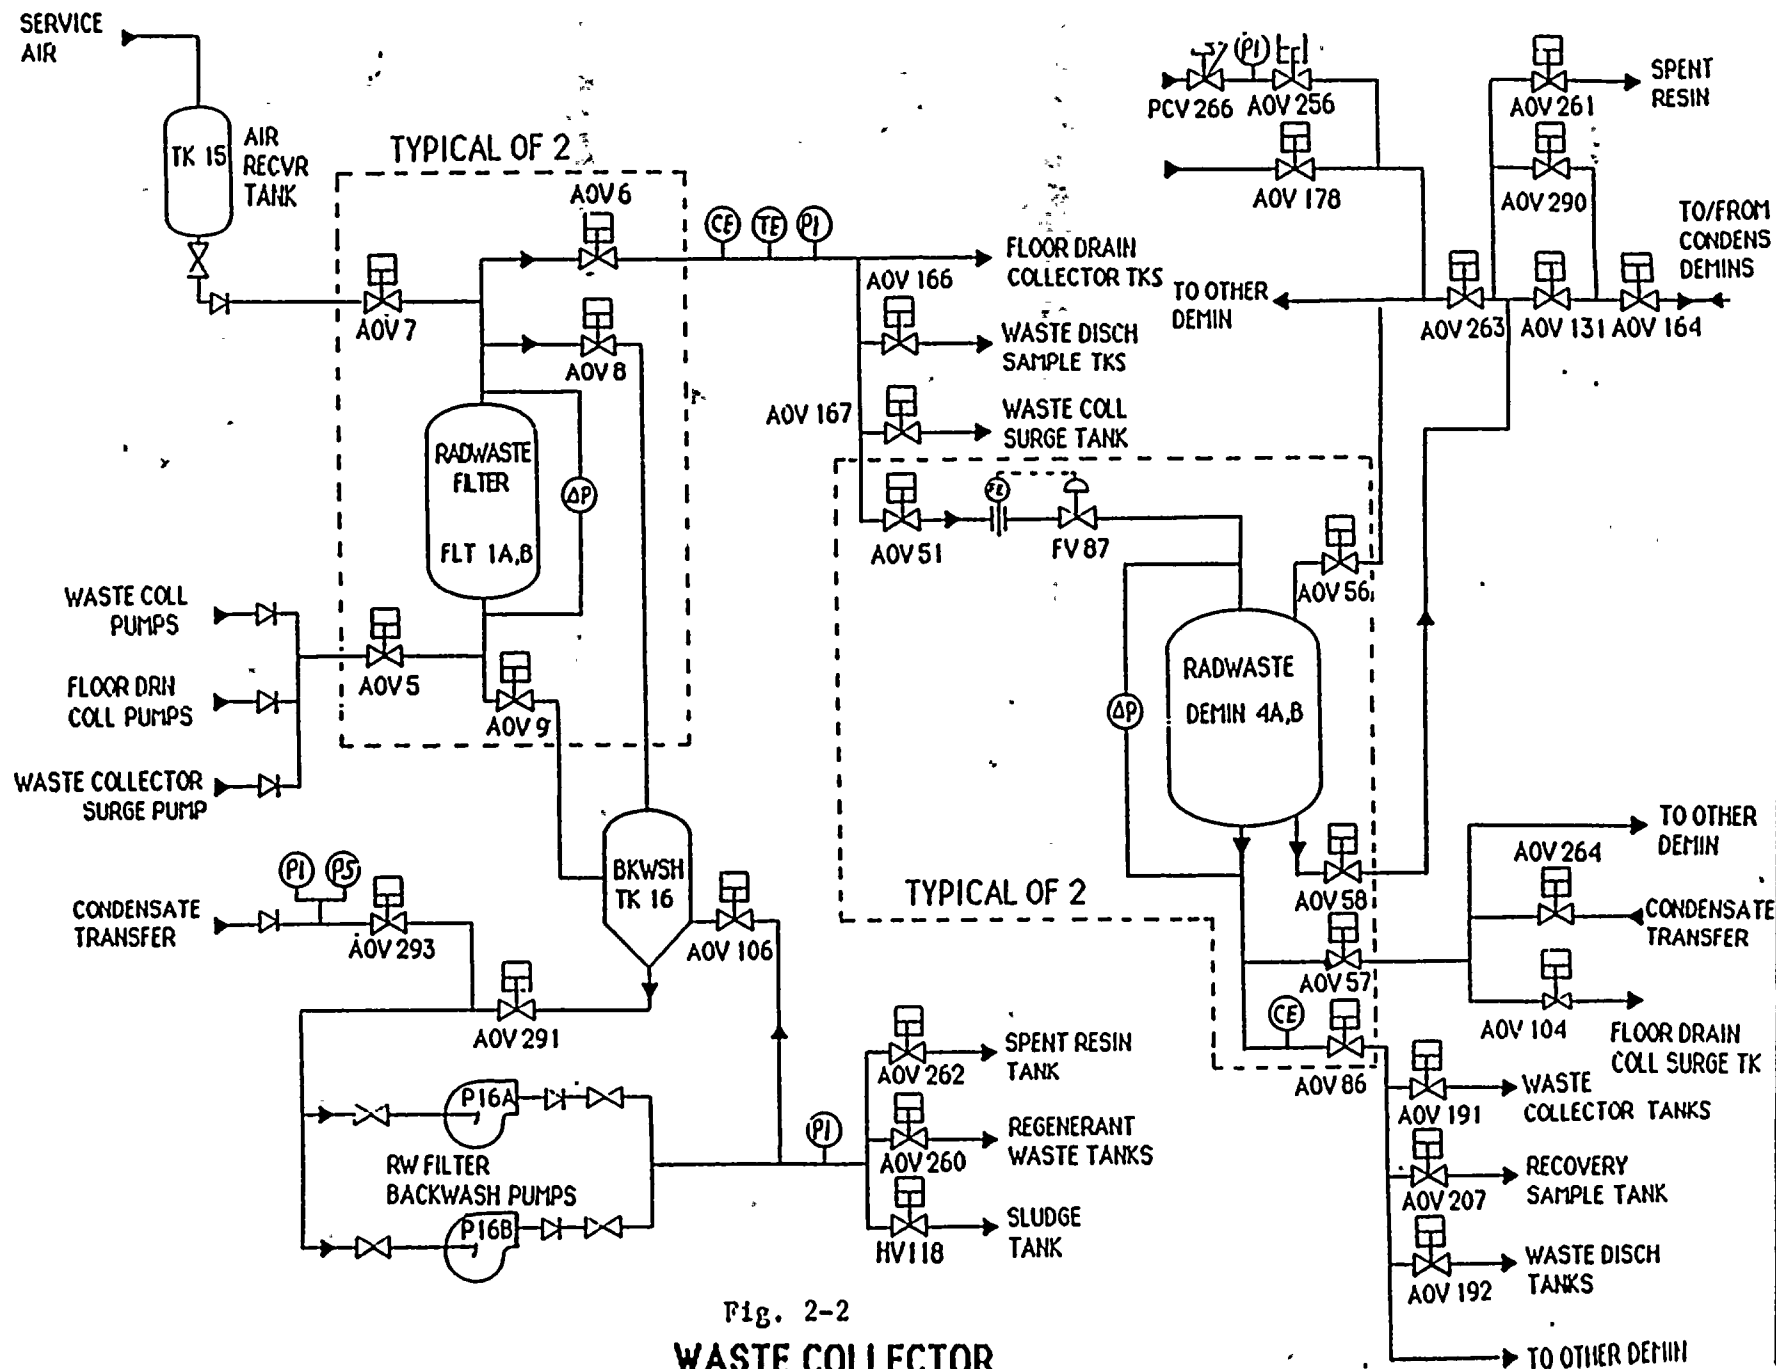 SERVICE
AIR
TK 15
AIR
RECVR
TANK
TYPICAL OF 2
AOV 6
AOV 7
AOV 8
RADWASTE
FILTER
FLT 1A,B
ΔP
WASTE COLL
PUMPS
FLOOR DRN
COLL PUMPS
WASTE COLLECTOR
SURGE PUMP
AOV 5
AOV 9
CE
TE
PI
FLOOR DRAIN
COLLECTOR TKS
AOV 166
WASTE DISCH
SAMPLE TKS
AOV 167
WASTE COLL
SURGE TANK
AOV 51
FE
FV 87
PCV 266
(PI)
AOV 256
AOV 178
AOV 261
SPENT
RESIN
AOV 290
TO/FROM
CONDENS
DEMINS
TO OTHER
DEMIN
AOV 263
AOV 131
AOV 164
AOV 56
RADWASTE
DEMIN 4A,B
ΔP
TYPICAL OF 2
AOV 58
AOV 57
CE
AOV 86
TO OTHER
DEMIN
AOV 264
CONDENSATE
TRANSFER
AOV 104
FLOOR DRAIN
COLL SURGE TK
AOV 191
WASTE
COLLECTOR TANKS
AOV 207
RECOVERY
SAMPLE TANK
AOV 192
WASTE DISCH
TANKS
TO OTHER DEMIN
BKWSH
TK 16
AOV 106
PI
PS
CONDENSATE
TRANSFER
AOV 293
AOV 291
P16A
RW FILTER
BACKWASH PUMPS
P16B
PI
AOV 262
SPENT RESIN
TANK
AOV 260
REGENERANT
WASTE TANKS
HV118
SLUDGE
TANK
Fig. 2-2
WASTE COLLECTOR